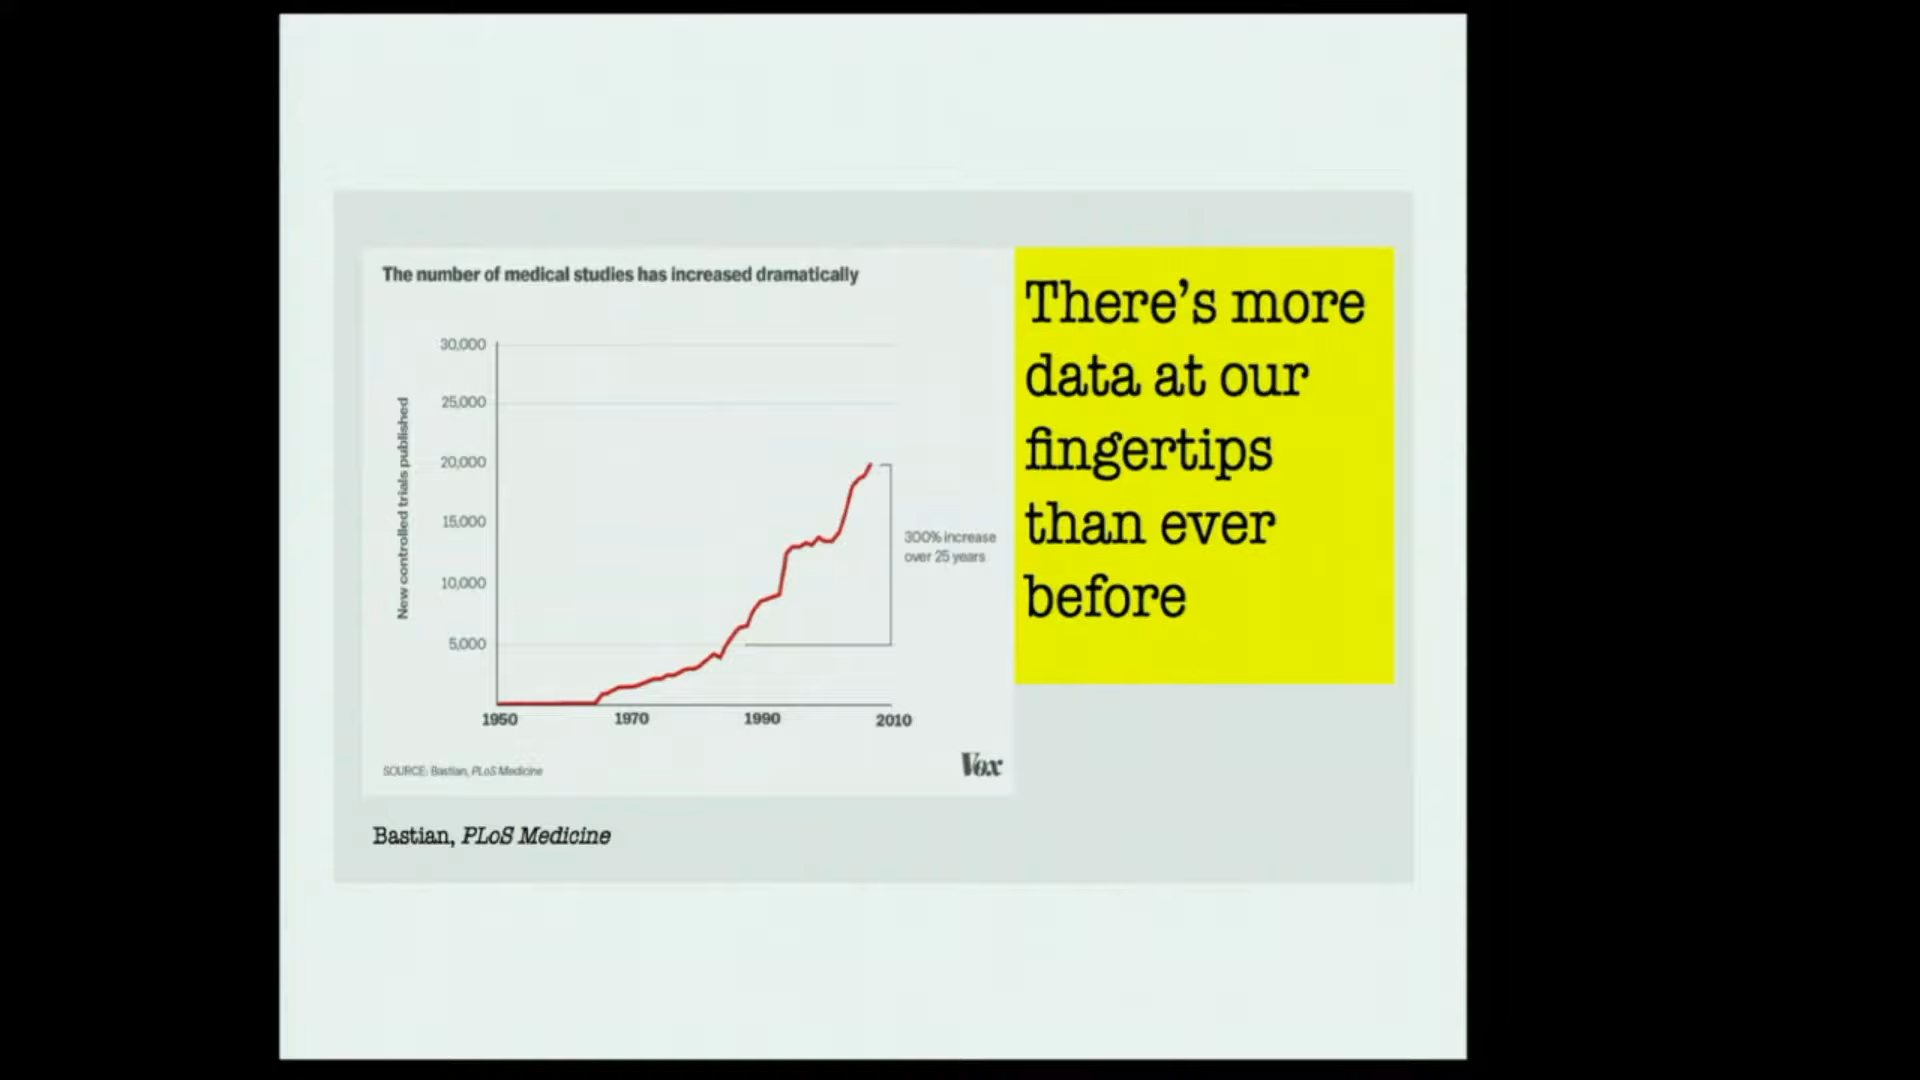 The number of medical studies has increased dramatically
New controlled trials published
30,000
25,000
20,000
15,000
10,000
5,000
1950
1970
1990
2010
300% increase
over 25 years
SOURCE: Bastian, PLoS Medicine
Vox
There's more
data at our
fingertips
than ever
before
Bastian, PLoS Medicine